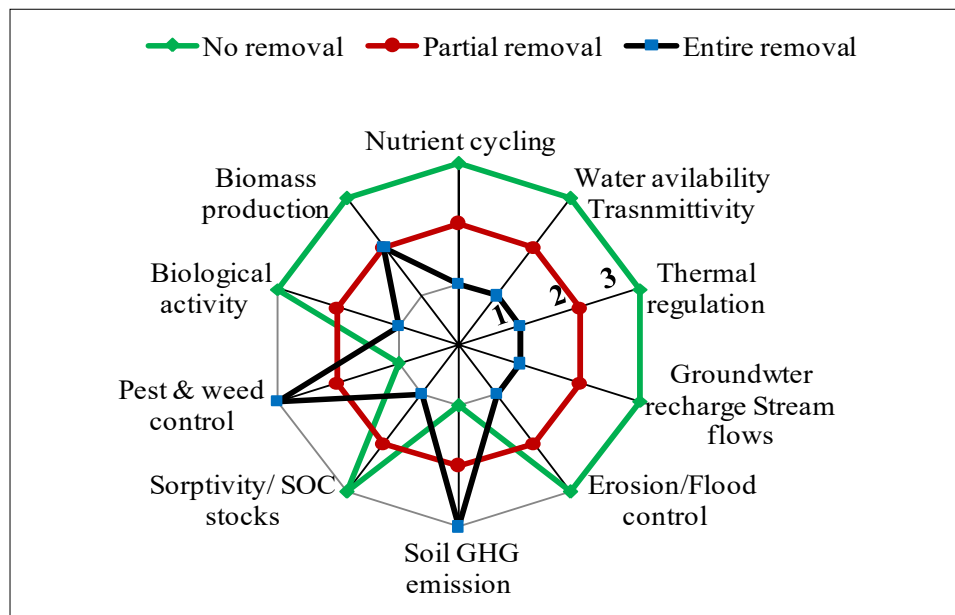 No removal Partial removal Entire removal
Nutrient cycling
Biomass
production
Water avilability
Trasnmittivity
Biological
activity
3
2
1
Thermal
regulation
Pest & weed
control
Groundwter
recharge Stream
flows
Sorptivity/ SOC
stocks
Erosion/Flood
control
Soil GHG
emission